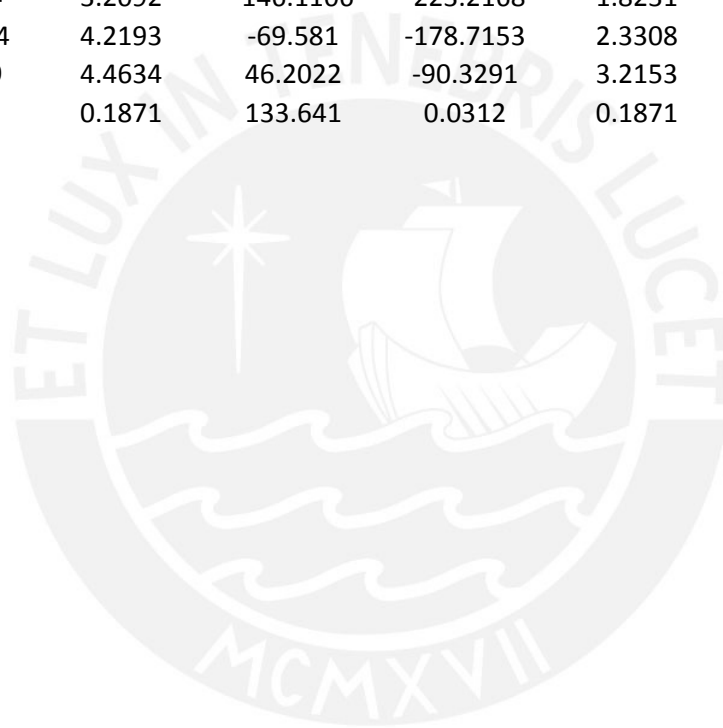 4 4.2193 -69.581 -178.7153 2.3308
4.4634 46.2022 -90.3291 3.2153
0.1871 133.641 0.0312 0.1871
ET LUX IN TENEBRIS LUCET
MCMXVII